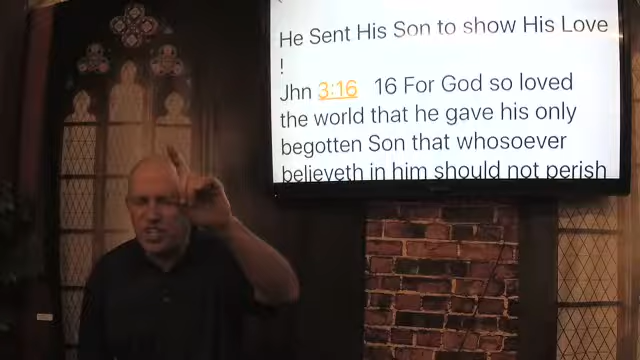 He Sent His Son to show His Love
!
Jhn 3:16 16 For God so loved
the world that he gave his only
begotten Son that whosoever
believeth in him should not perish